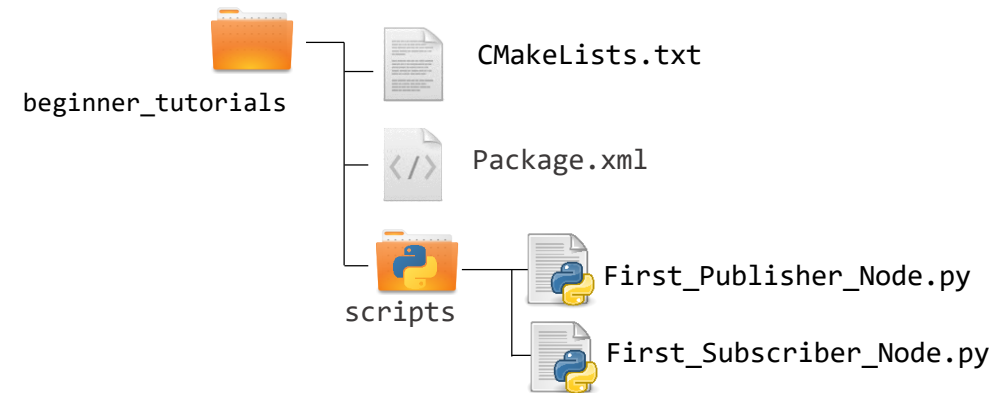 CMakeLists.txt
beginner_tutorials
Package.xml
scripts
First_Publisher_Node.py
First_Subscriber_Node.py